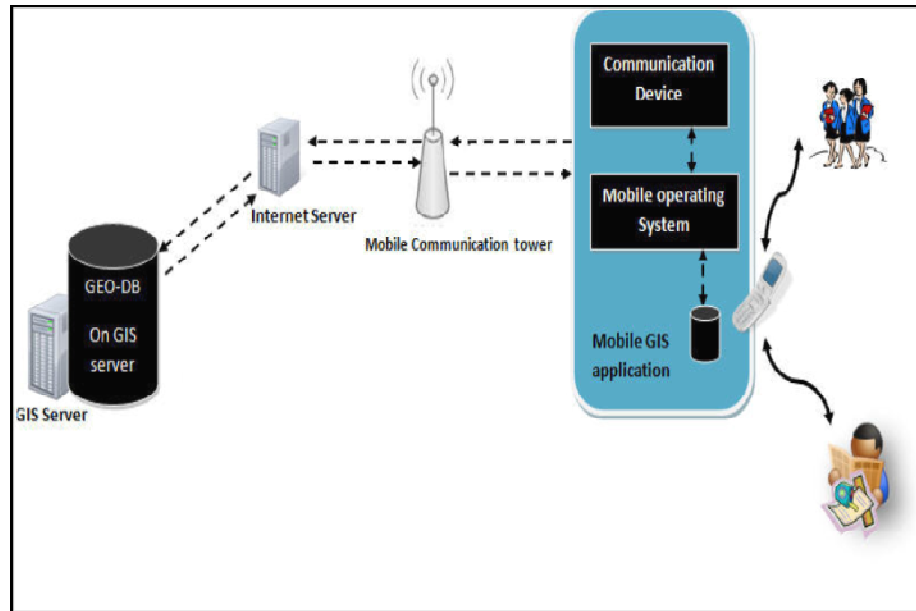 Communication
Device
Mobile operating
System
Internet Server
Mobile Communication tower
GEO-DB
On GIS
server
GIS Server
Mobile GIS
application